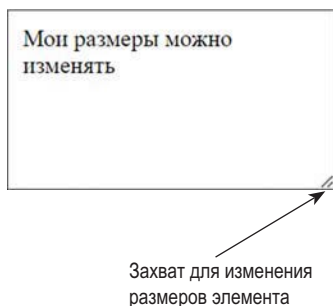 Мои размеры можно
изменять
Захват для изменения
размеров элемента